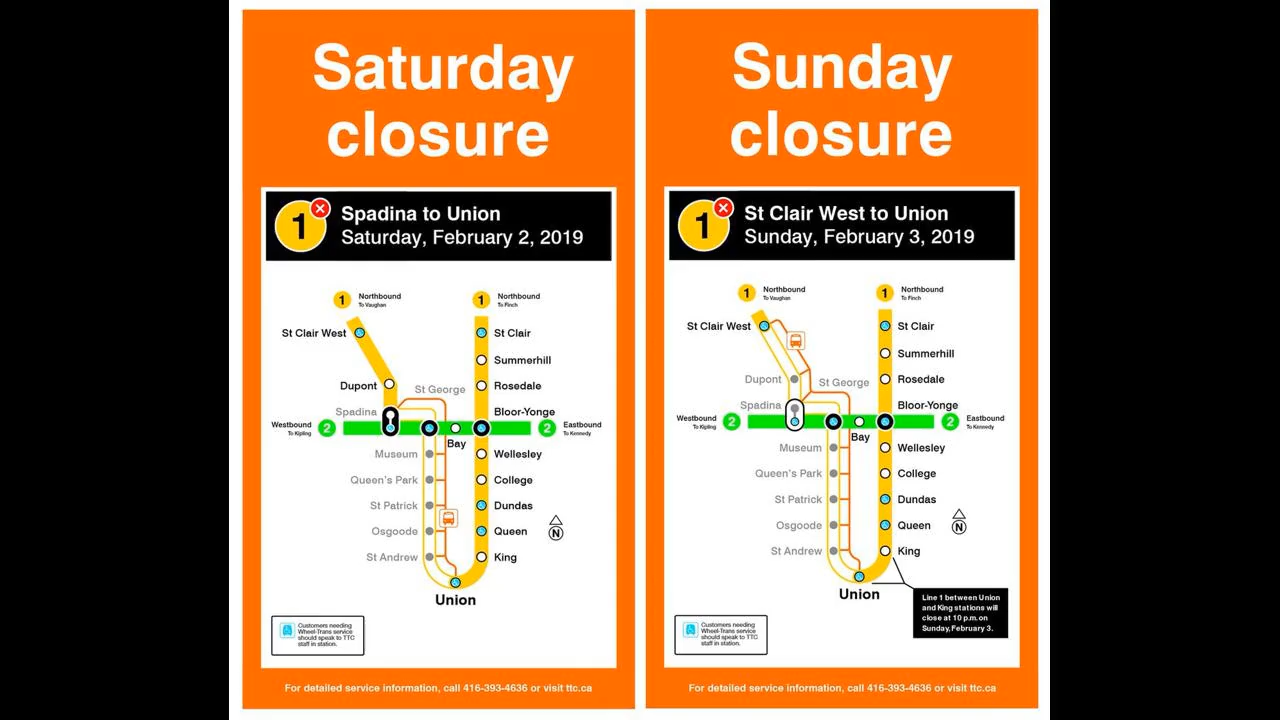 Saturday
closure
1
Spadina to Union
Saturday, February 2, 2019
1
Northbound
To Vaughan
1
Northbound
To Finch
St Clair West
St Clair
Summerhill
Dupont
Rosedale
St George
Spadina
Bloor-Yonge
Westbound
To Kipling
2
2
Eastbound
To Kennedy
Bay
Museum
Wellesley
Queen's Park
College
St Patrick
Dundas
Osgoode
Queen
N
St Andrew
King
Union
Customers needing
Wheel-Trans service
should speak to TTC
staff in station.
For detailed service information, call 416-393-4636 or visit ttc.ca
Sunday
closure
1
St Clair West to Union
Sunday, February 3, 2019
1
Northbound
To Vaughan
1
Northbound
To Finch
St Clair West
St Clair
Summerhill
Dupont
St George
Rosedale
Spadina
Bloor-Yonge
Westbound
To Kipling
2
2
Eastbound
To Kennedy
Bay
Museum
Wellesley
Queen's Park
College
St Patrick
Dundas
Osgoode
Queen
N
St Andrew
King
Union
Line 1 between Union
and King stations will
close at 10 p.m. on
Sunday, February 3.
Customers needing
Wheel-Trans service
should speak to TTC
staff in station.
For detailed service information, call 416-393-4636 or visit ttc.ca